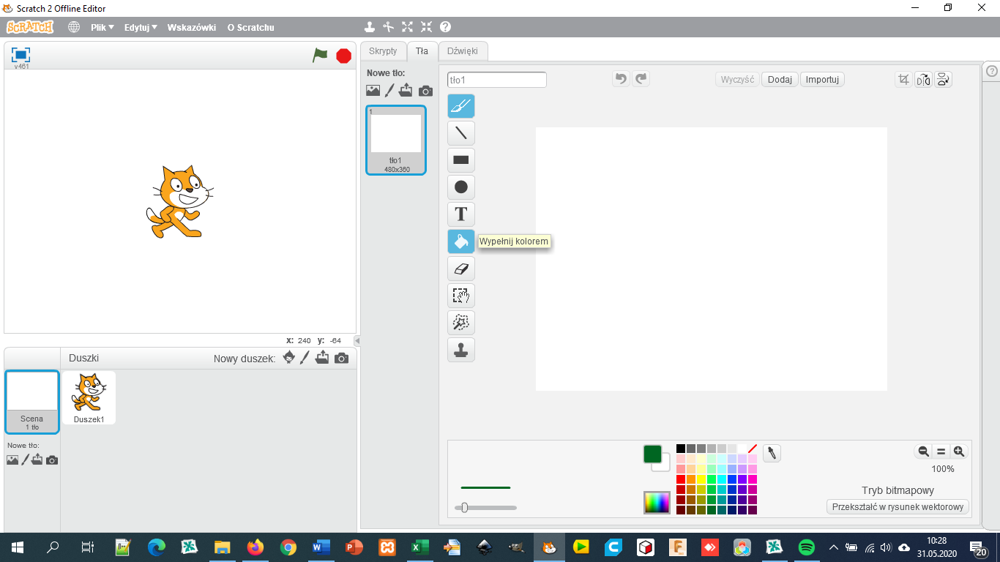 Scratch 2 Offline Editor
SCRATCH Plik Edytuj Wskazówki O Scratchu
v461
Skrypty Tła Dźwięki
Nowe tło:
1
tło1
480x360
tło1
Wyczyść Dodaj Importuj
T
Wypełnij kolorem
x: 240 y: -64
Duszki Nowy duszek:
Scena
1 tło
Nowe tło:
Duszek1
100%
Tryb bitmapowy
Przekształć w rysunek wektorowy
10:28
31.05.2020
20